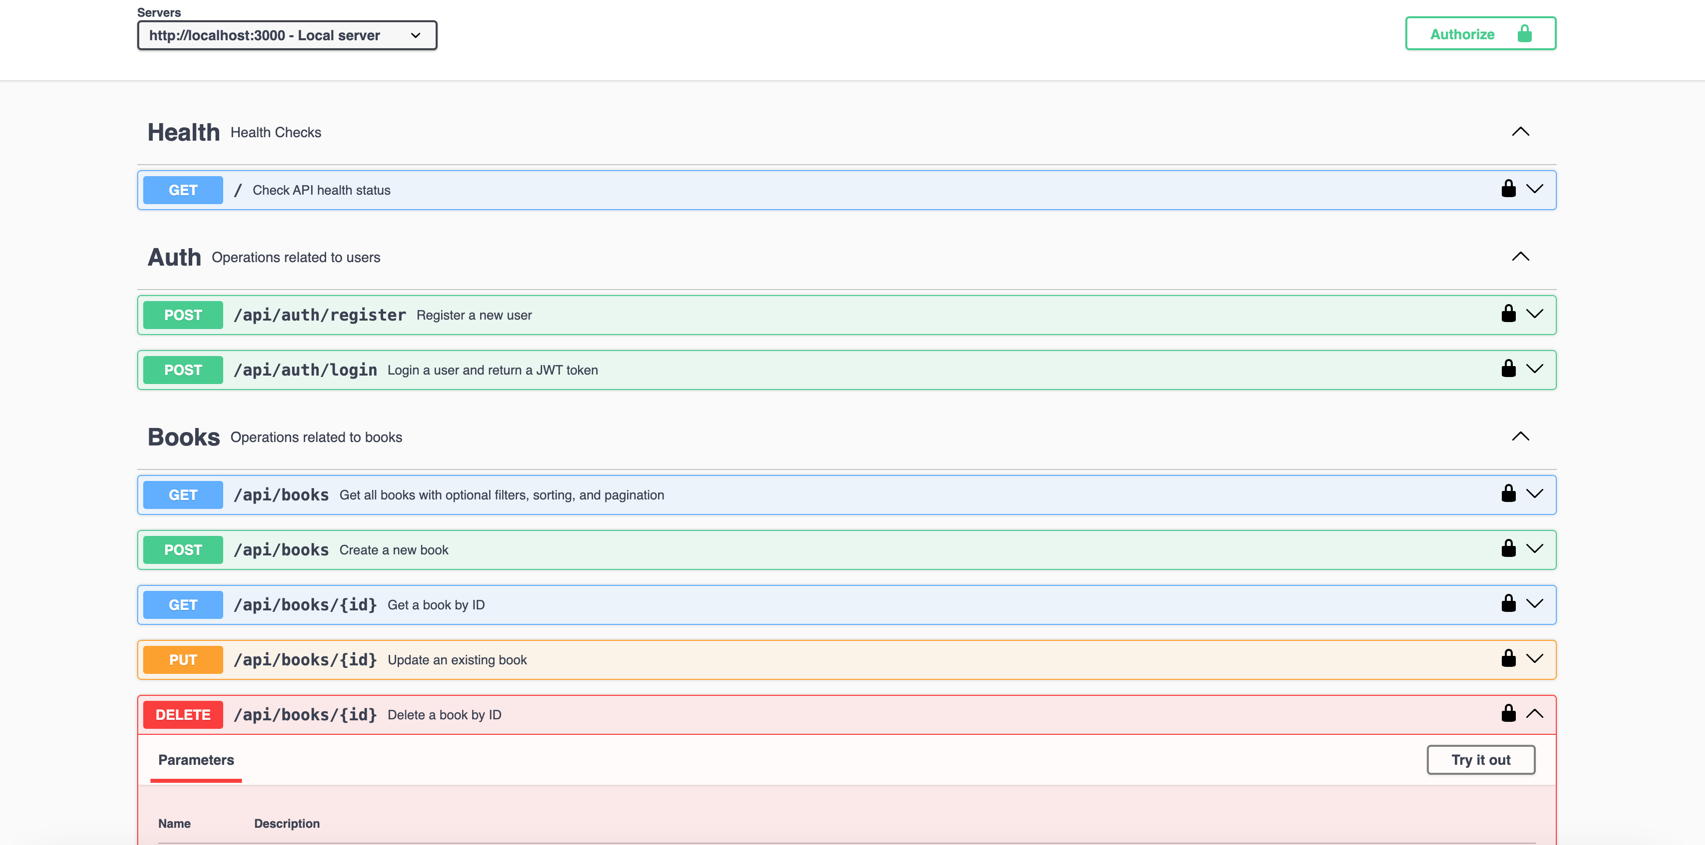 Servers
http://localhost:3000 - Local server
Authorize
Health Health Checks
GET / Check API health status
Auth Operations related to users
POST /api/auth/register Register a new user
POST /api/auth/login Login a user and return a JWT token
Books Operations related to books
GET /api/books Get all books with optional filters, sorting, and pagination
POST /api/books Create a new book
GET /api/books/{id} Get a book by ID
PUT /api/books/{id} Update an existing book
DELETE /api/books/{id} Delete a book by ID
Parameters Try it out
Name Description